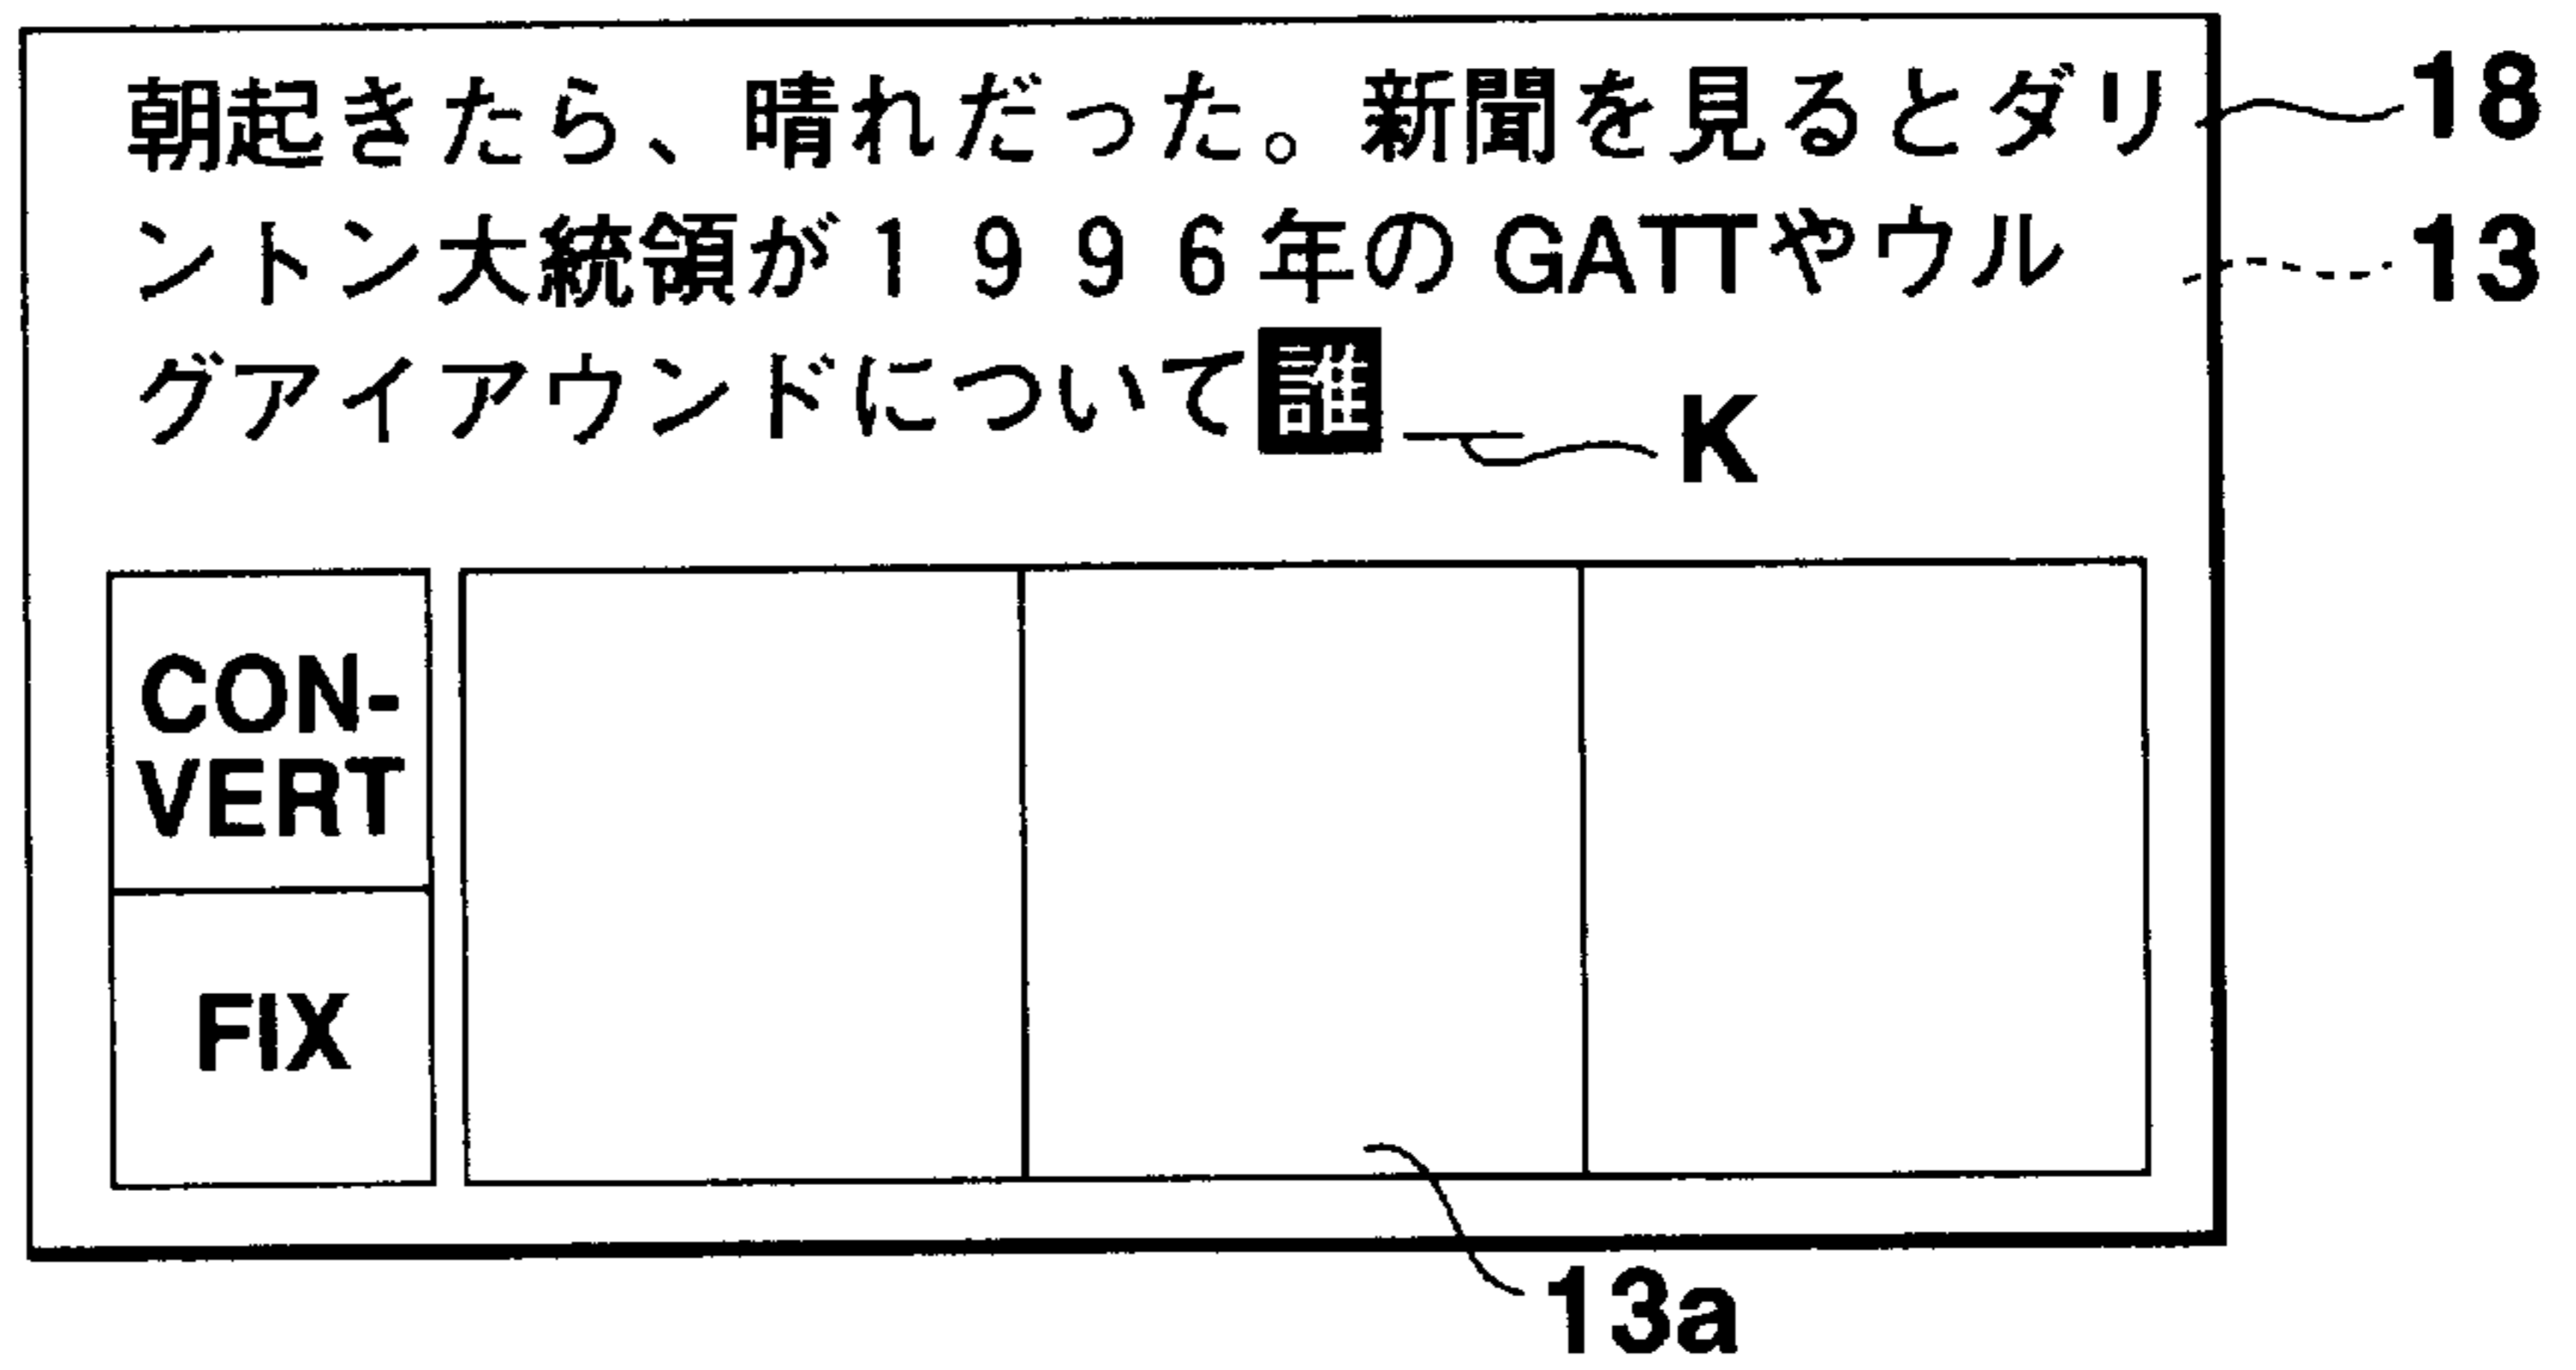 朝起きたら、晴れだった。新聞を見るとダリ
ントン大統領が１９９６年のGATTやウル
グアイアウンドについて誰
K
18
13
CON-
VERT
FIX
13a